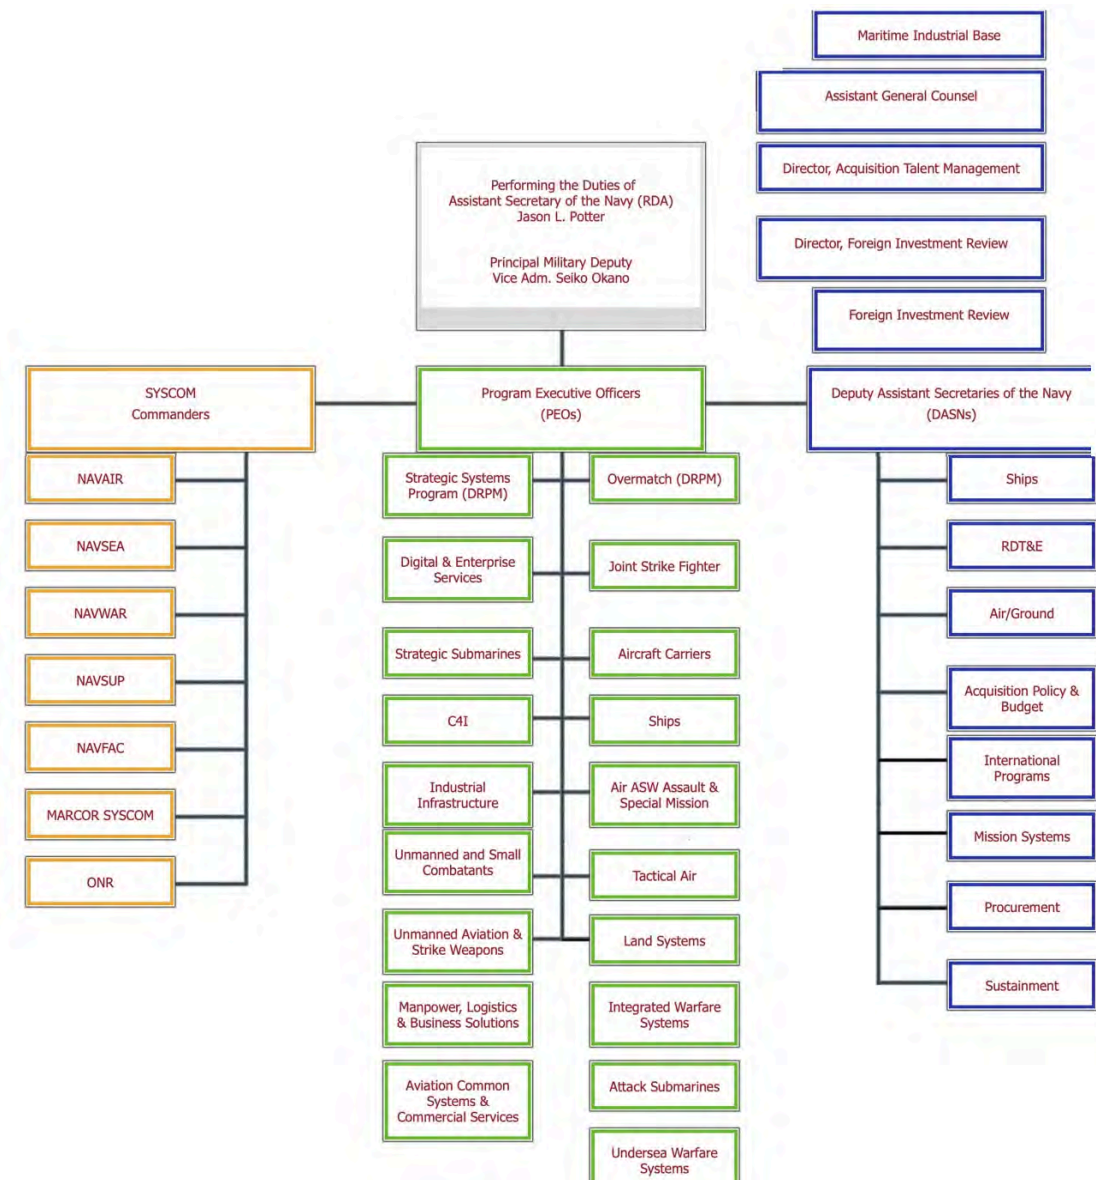 Maritime Industrial Base
Assistant General Counsel
Director, Acquisition Talent Management
Director, Foreign Investment Review
Foreign Investment Review
Performing the Duties of
Assistant Secretary of the Navy (RDA)
Jason L. Potter
Principal Military Deputy
Vice Adm. Seiko Okano
SYSCOM
Commanders
NAVAIR
NAVSEA
NAVWAR
NAVSUP
NAVFAC
MARCOR SYSCOM
ONR
Program Executive Officers
(PEOs)
Strategic Systems
Program (DRPM)
Digital & Enterprise
Services
Strategic Submarines
C4I
Industrial
Infrastructure
Unmanned and Small
Combatants
Unmanned Aviation &
Strike Weapons
Manpower, Logistics
& Business Solutions
Aviation Common
Systems &
Commercial Services
Overmatch (DRPM)
Joint Strike Fighter
Aircraft Carriers
Ships
Air ASW Assault &
Special Mission
Tactical Air
Land Systems
Integrated Warfare
Systems
Attack Submarines
Undersea Warfare
Systems
Deputy Assistant Secretaries of the Navy
(DASNs)
Ships
RDT&E
Air/Ground
Acquisition Policy &
Budget
International
Programs
Mission Systems
Procurement
Sustainment